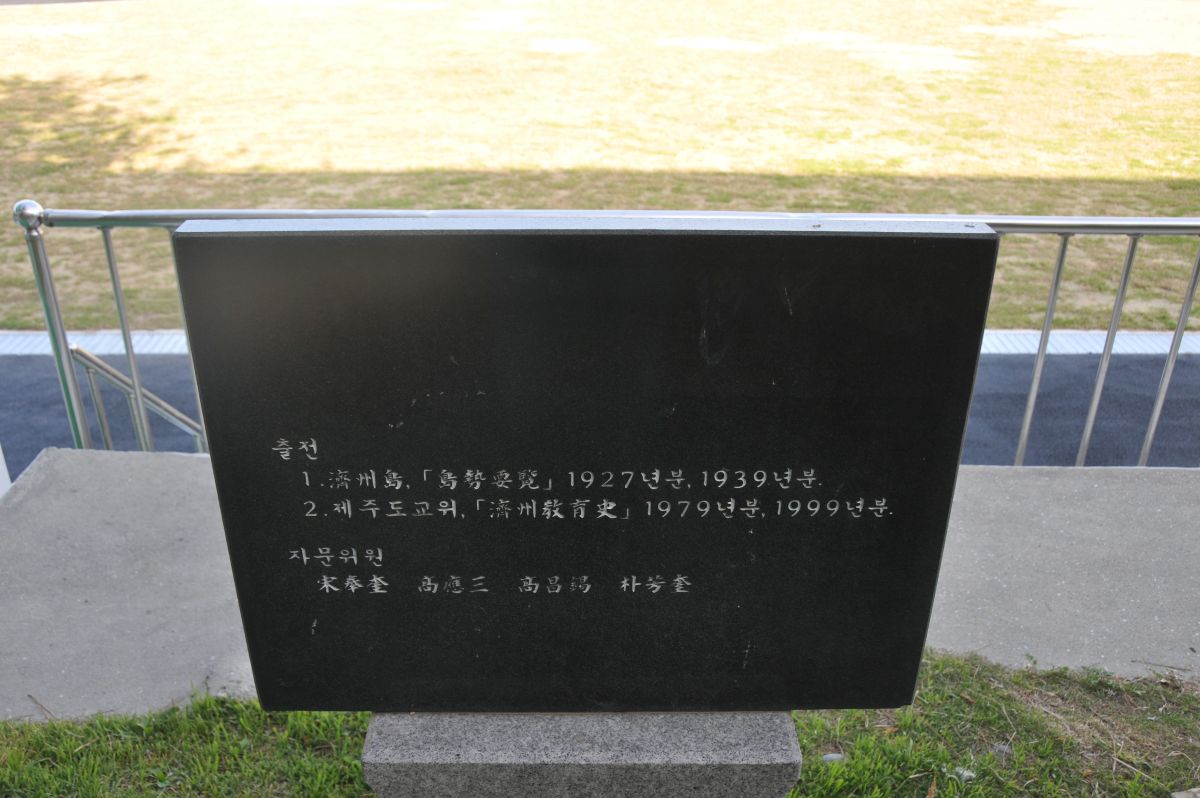 출전
1. 濟州島, 「島勢要覽」 1927년분, 1939년분.
2. 제주도교위, 「濟州敎育史」 1979년분, 1999년분.
자문위원
宋奉奎 高應三 高昌錫 朴芳奎